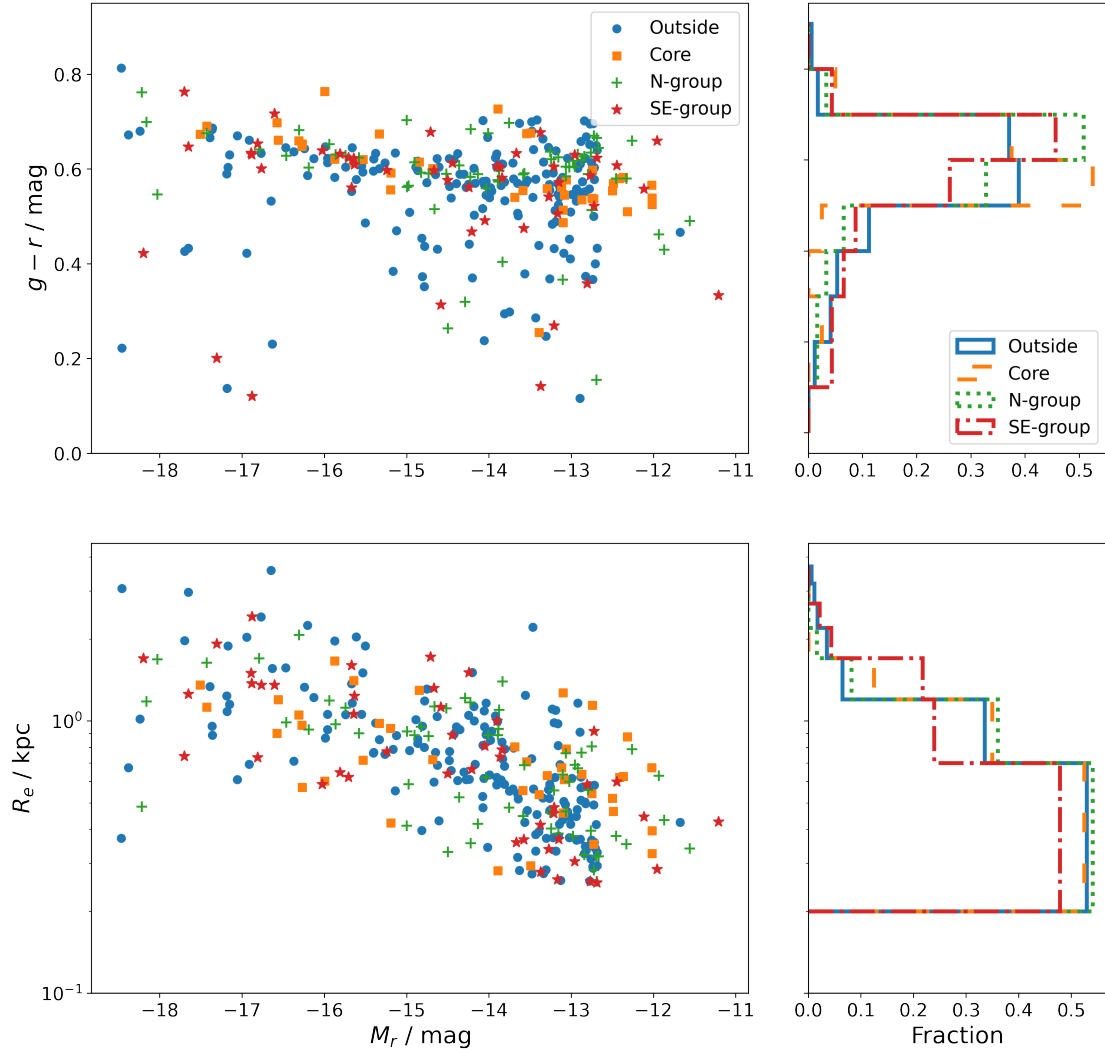 g − r / mag
0.8
0.6
0.4
0.2
0.0
Outside
Core
N-group
SE-group
−18 −17 −16 −15 −14 −13 −12 −11
Outside
Core
N-group
SE-group
0.0 0.1 0.2 0.3 0.4 0.5
R_e / kpc
10^0
10^−1
−18 −17 −16 −15 −14 −13 −12 −11
M_r / mag
0.0 0.1 0.2 0.3 0.4 0.5
Fraction